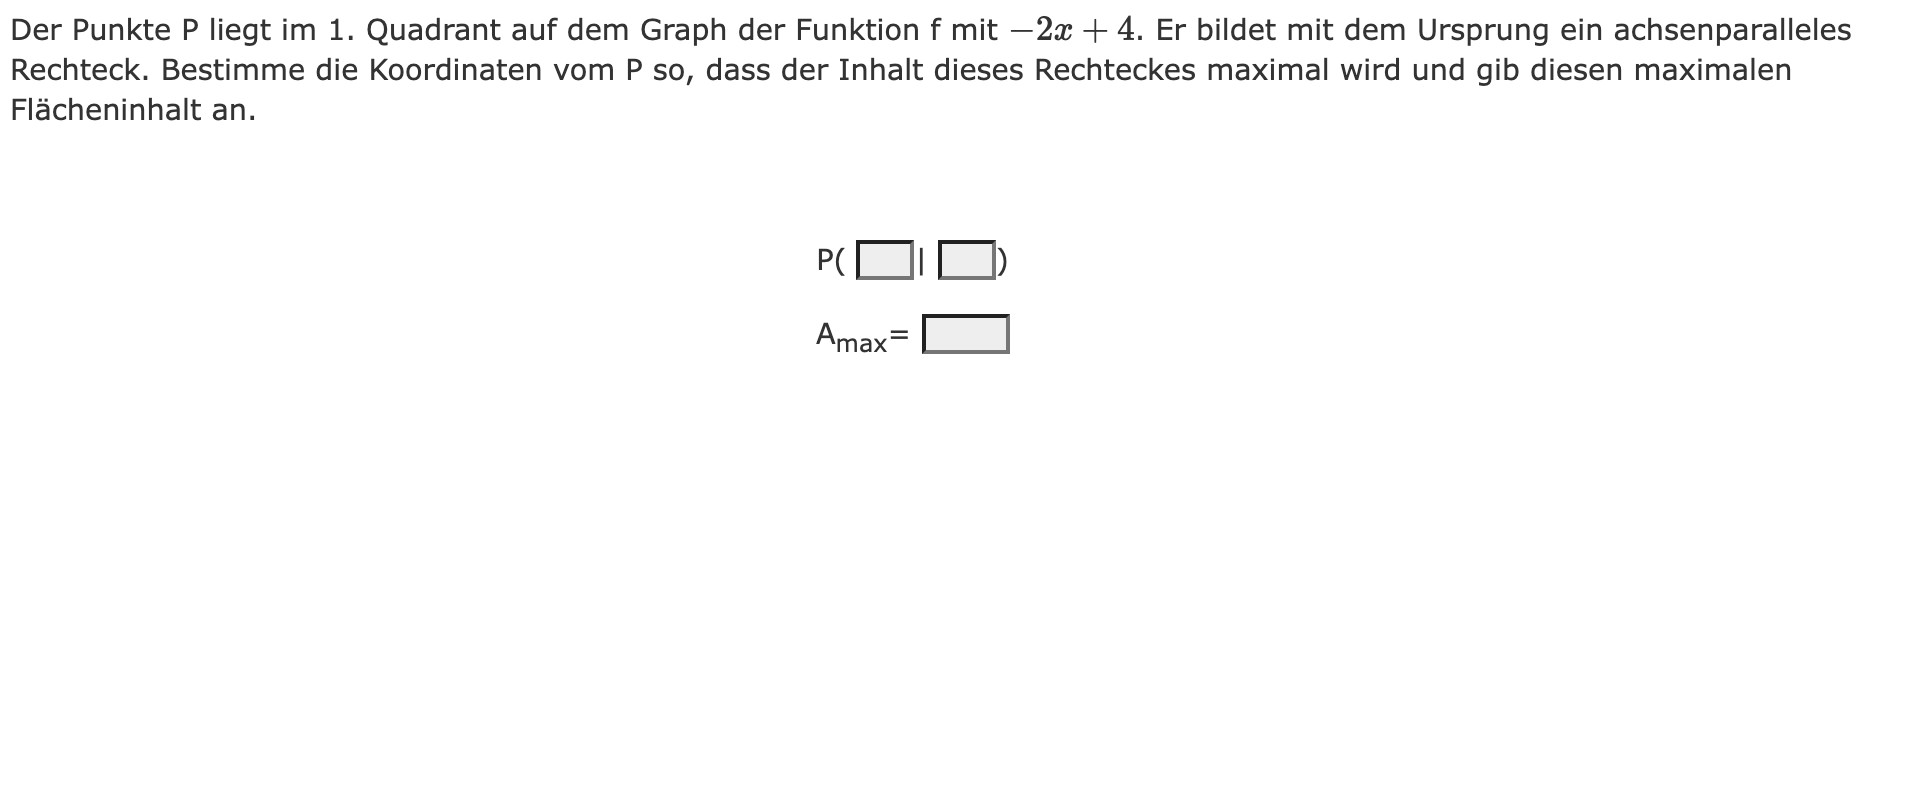 Der Punkte P liegt im 1. Quadrant auf dem Graph der Funktion f mit −2x + 4. Er bildet mit dem Ursprung ein achsenparalleles
Rechteck. Bestimme die Koordinaten vom P so, dass der Inhalt dieses Rechteckes maximal wird und gib diesen maximalen
Flächeninhalt an.
P( | )
Amax=